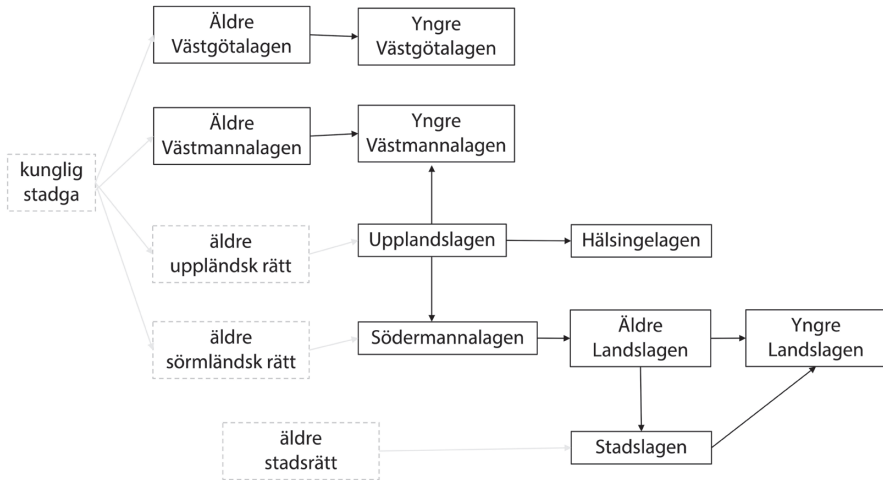 Äldre
Västgötalagen
Yngre
Västgötalagen
Äldre
Västmannalagen
Yngre
Västmannalagen
kunglig
stadga
äldre
uppländsk rätt
Upplandslagen
Hälsingelagen
äldre
sörmländsk rätt
Södermannalagen
Äldre
Landslagen
Yngre
Landslagen
äldre
stadsrätt
Stadslagen